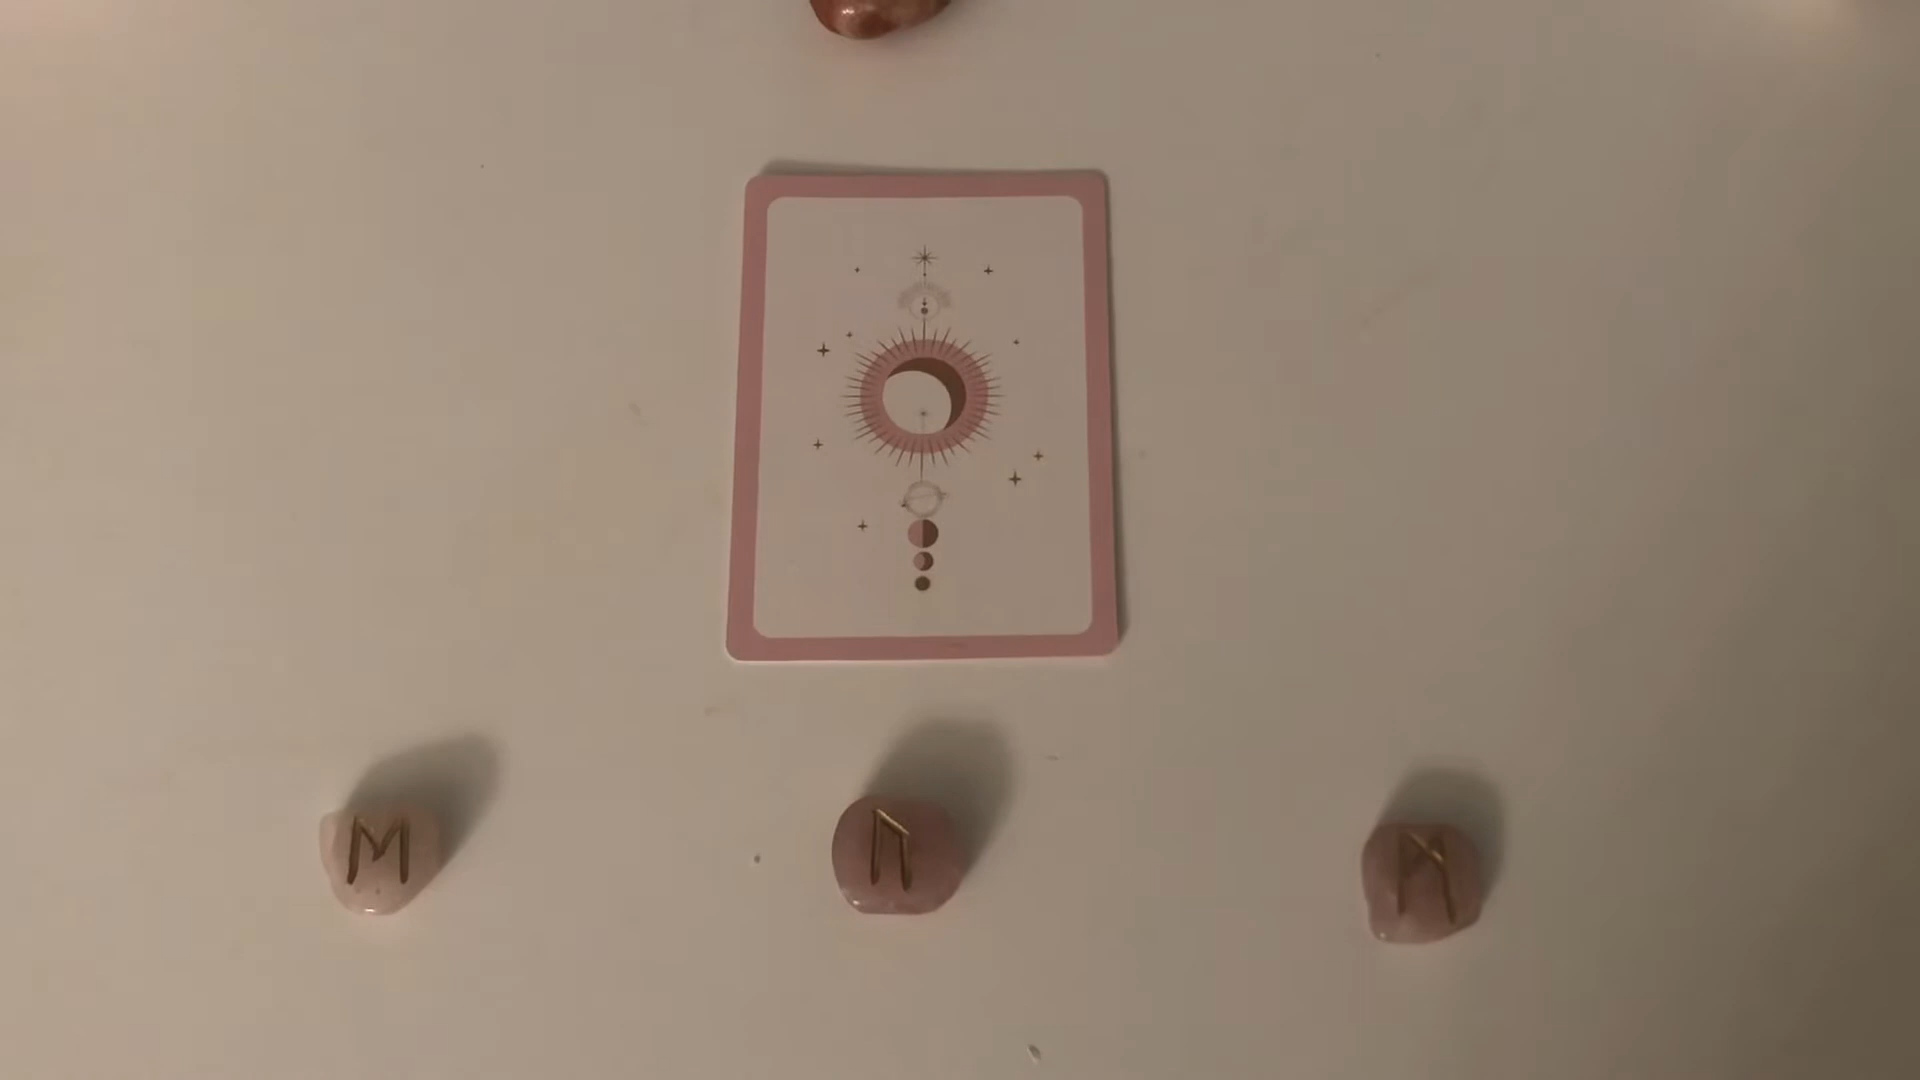 ᛖ ᚢ ᛗ